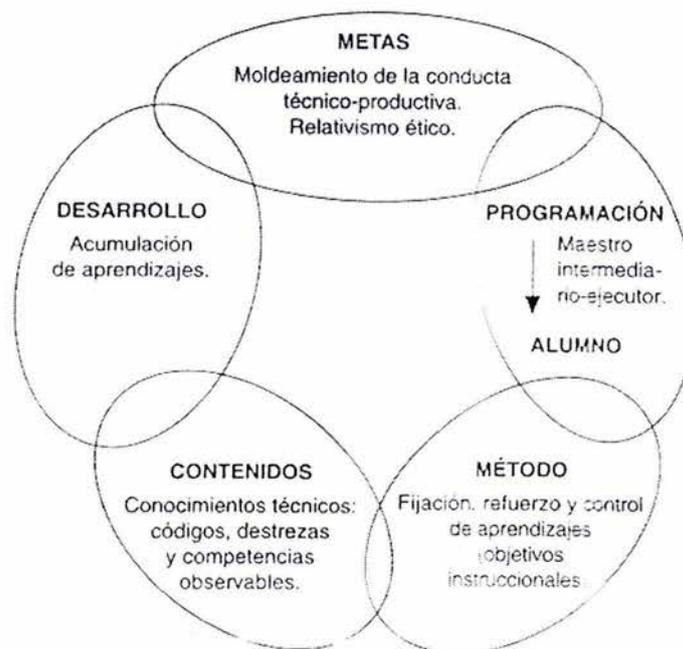 METAS
Moldeamiento de la conducta
técnico-productiva.
Relativismo ético.
DESARROLLO
Acumulación
de aprendizajes.
PROGRAMACIÓN
Maestro
intermedia-
rio-ejecutor.
ALUMNO
CONTENIDOS
Conocimientos técnicos:
códigos, destrezas
y competencias
observables.
MÉTODO
Fijación, refuerzo y control
de aprendizajes
objetivos
instruccionales